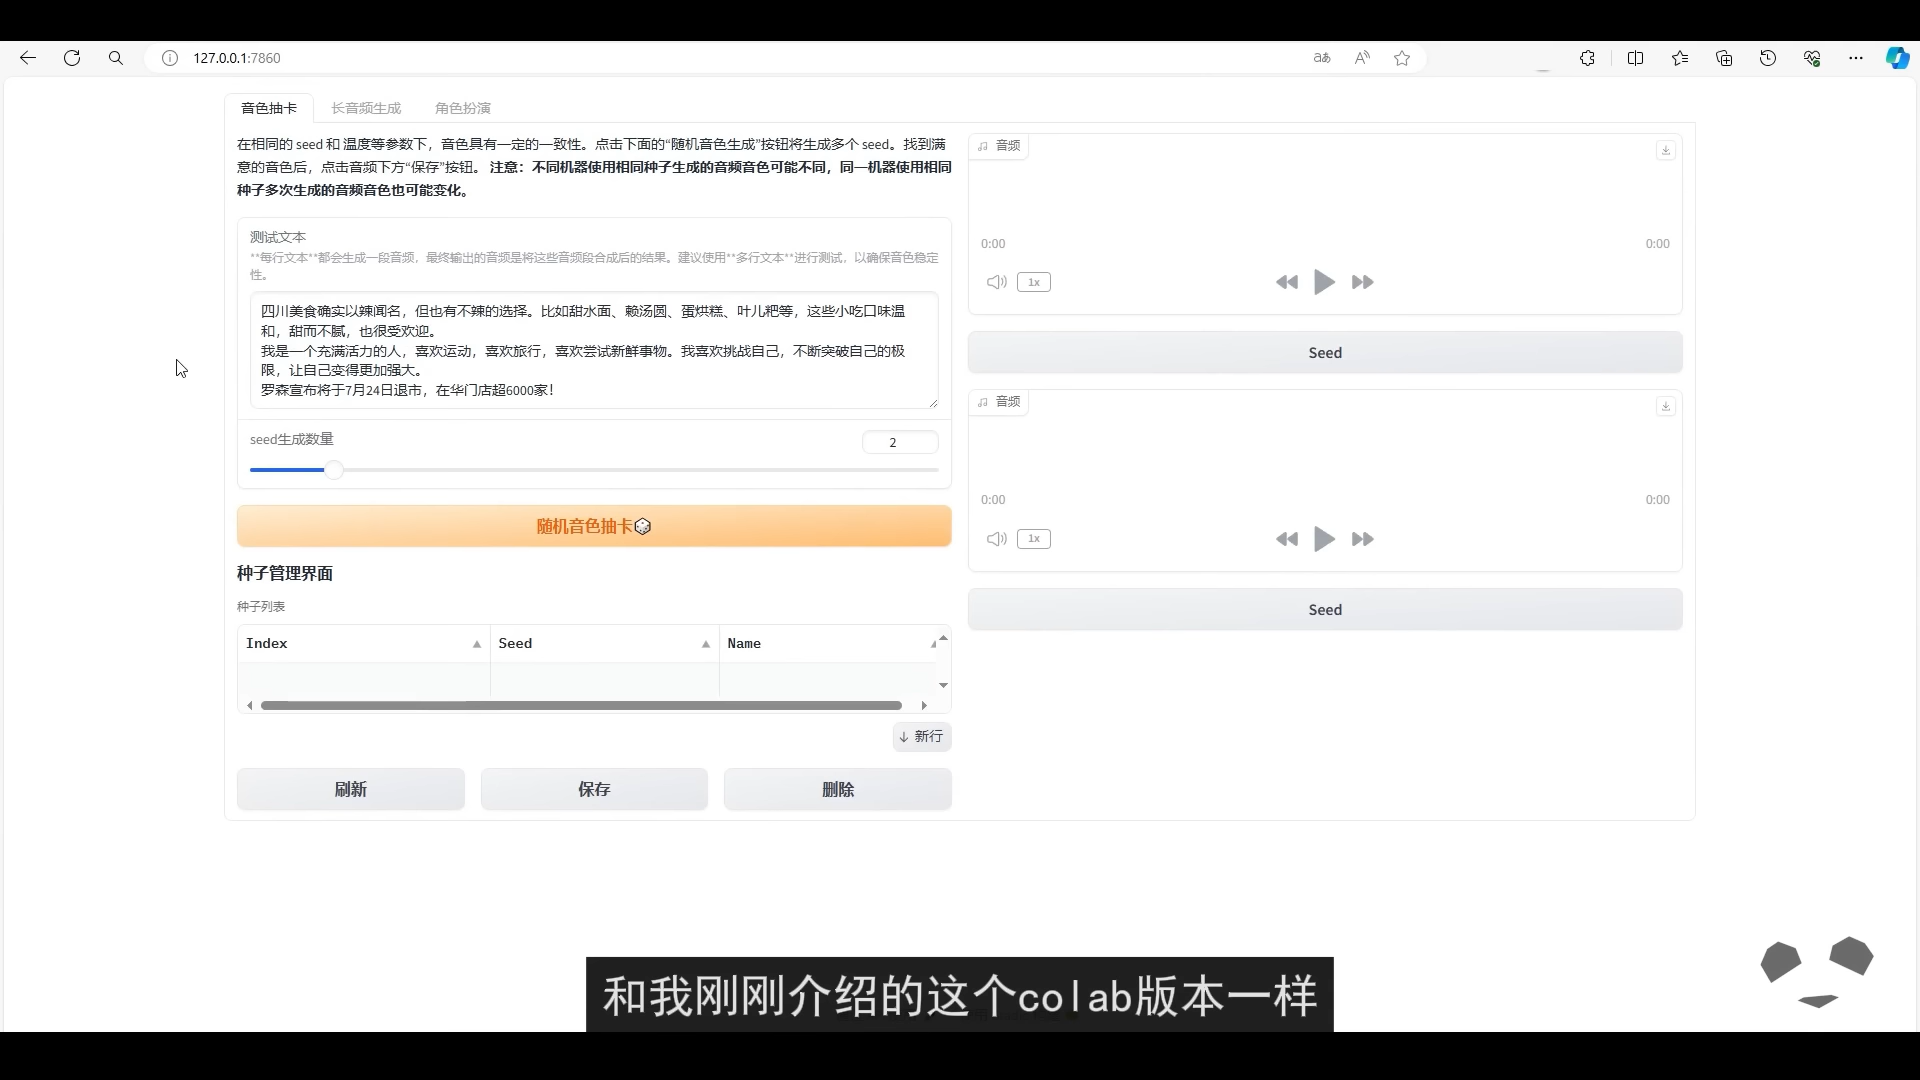 127.0.0.1:7860
音色抽卡
长音频生成
角色扮演
在相同的 seed 和 温度等参数下，音色具有一定的一致性。点击下面的“随机音色生成”按钮将生成多个 seed。找到满
意的音色后，点击音频下方“保存”按钮。 注意：不同机器使用相同种子生成的音频音色可能不同，同一机器使用相同
种子多次生成的音频音色也可能变化。
测试文本
**每行文本**都会生成一段音频，最终输出的音频是将这些音频段合成后的结果。建议使用**多行文本**进行测试，以确保音色稳定
性。
四川美食确实以辣闻名，但也有不辣的选择。比如甜水面、赖汤圆、蛋烘糕、叶儿粑等，这些小吃口味温
和，甜而不腻，也很受欢迎。
我是一个充满活力的人，喜欢运动，喜欢旅行，喜欢尝试新鲜事物。我喜欢挑战自己，不断突破自己的极
限，让自己变得更加强大。
罗森宣布将于7月24日退市，在华门店超6000家！
seed生成数量
2
随机音色抽卡🎲
种子管理界面
种子列表
Index
Seed
Name
↓ 新行
刷新
保存
删除
音频
0:00
0:00
1x
Seed
音频
0:00
0:00
1x
Seed
和我刚刚介绍的这个colab版本一样